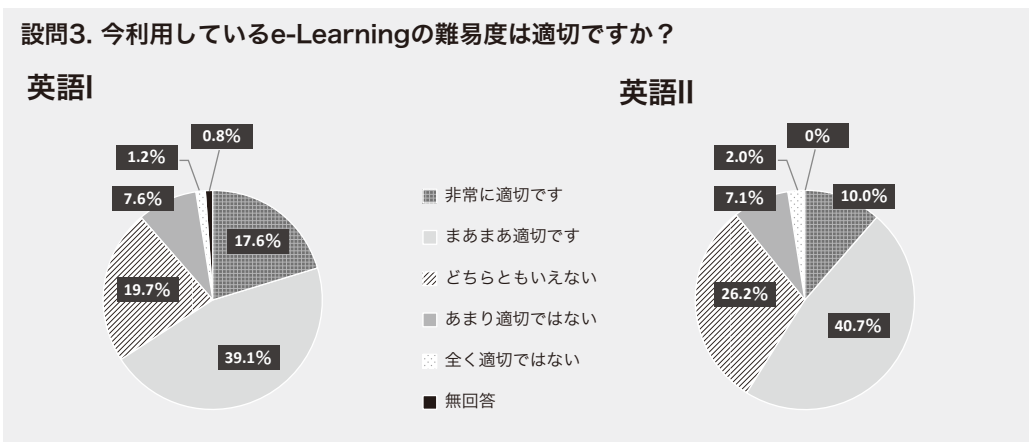 設問3. 今利用しているe-Learningの難易度は適切ですか？
英語I
0.8%
1.2%
7.6%
17.6%
19.7%
39.1%
非常に適切です
まあまあ適切です
どちらともいえない
あまり適切ではない
全く適切ではない
無回答
英語II
0%
2.0%
7.1%
10.0%
26.2%
40.7%